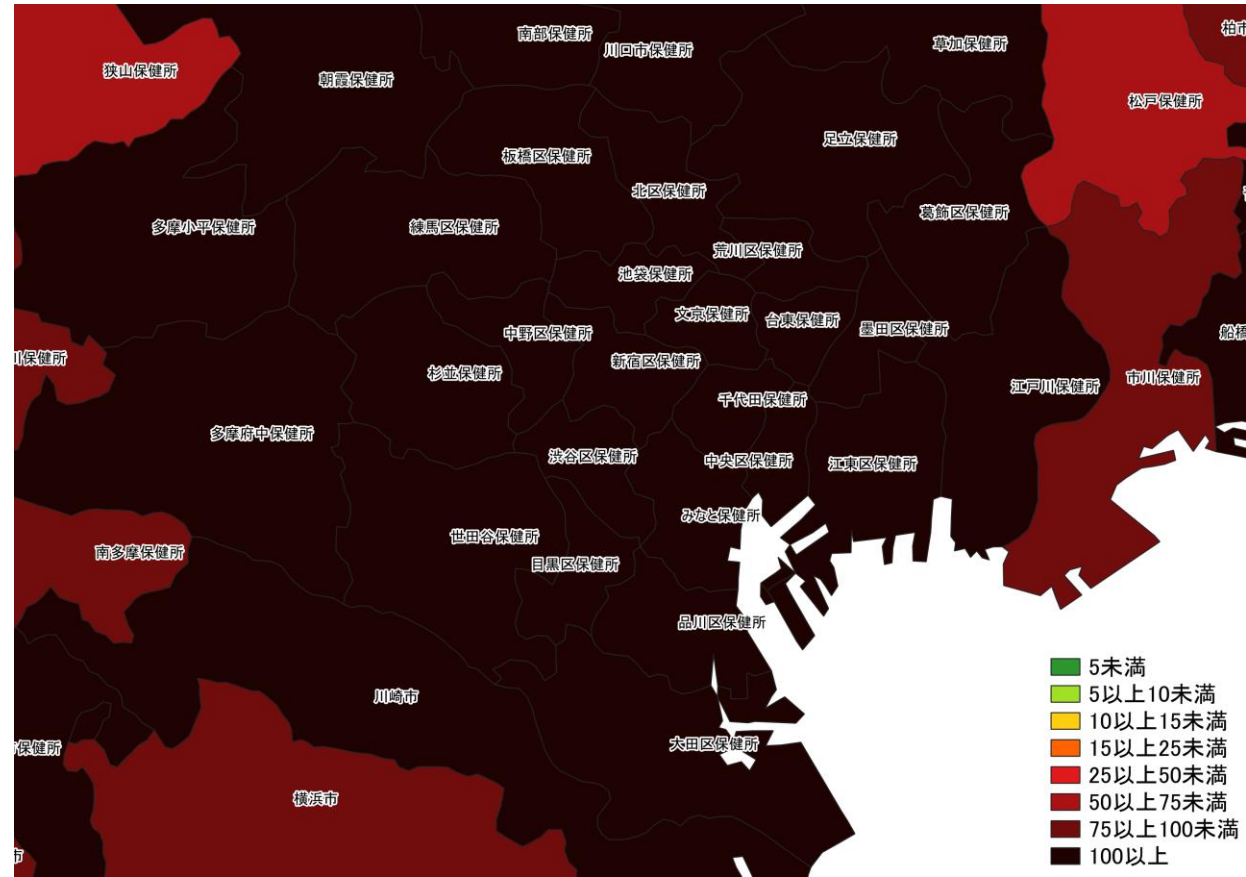 南部保健所
川口市保健所
草加保健所
柏市
狭山保健所
朝霞保健所
松戸保健所
板橋区保健所
足立保健所
北区保健所
葛飾区保健所
多摩小平保健所
練馬区保健所
荒川区保健所
池袋保健所
文京保健所
台東保健所
中野区保健所
墨田区保健所
船橋
川保健所
新宿区保健所
杉並保健所
市川保健所
江戸川保健所
千代田保健所
多摩府中保健所
渋谷区保健所
中央区保健所
江東区保健所
みなと保健所
世田谷保健所
南多摩保健所
目黒区保健所
品川区保健所
川崎市
大田区保健所
保健所
横浜市
市
5未満
5以上10未満
10以上15未満
15以上25未満
25以上50未満
50以上75未満
75以上100未満
100以上